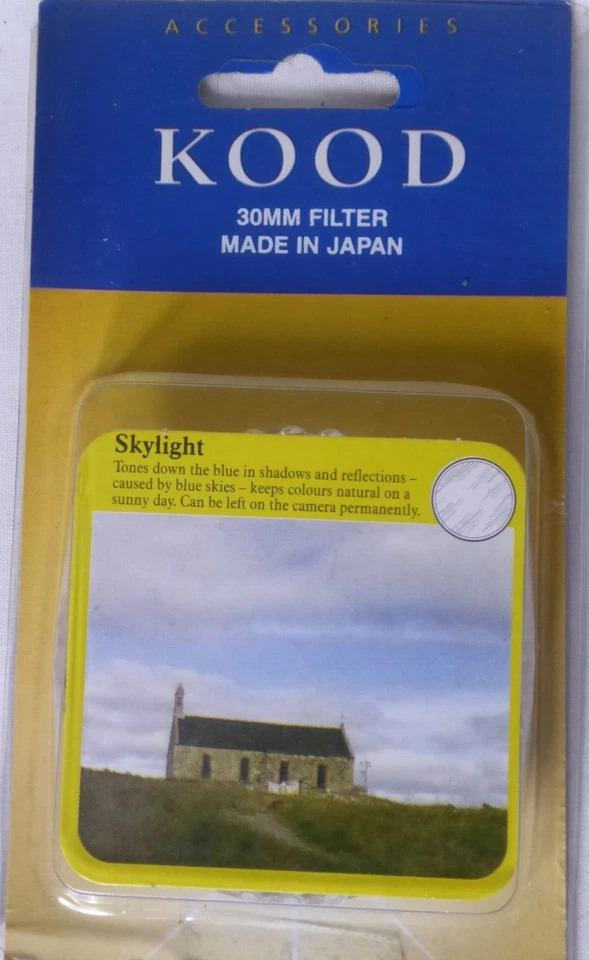 ACCESSORIES
KOOD
30MM FILTER
MADE IN JAPAN
Skylight
Tones down the blue in shadows and reflections –
caused by blue skies – keeps colours natural on a
sunny day. Can be left on the camera permanently.